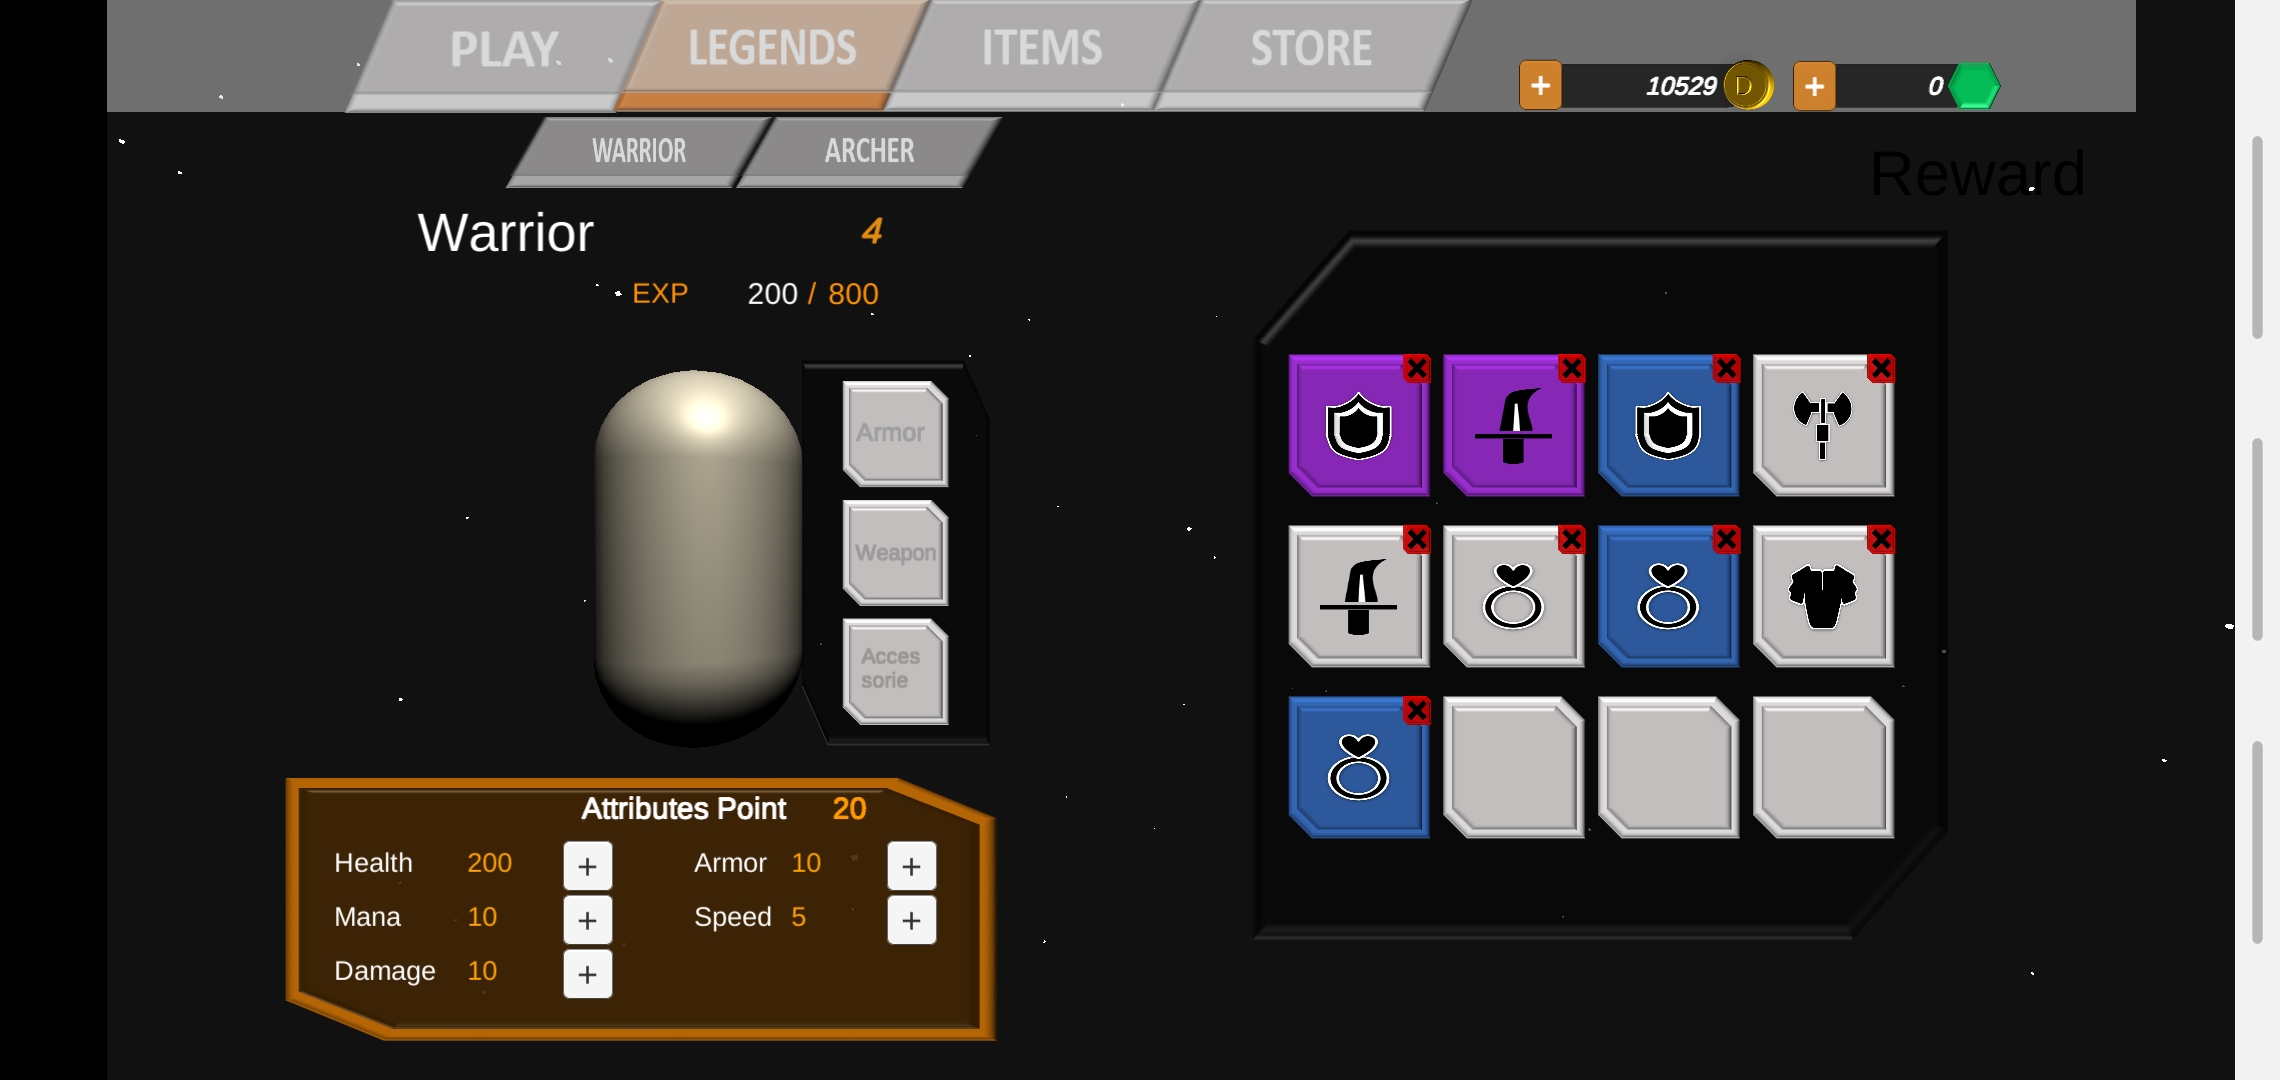 PLAY
LEGENDS
ITEMS
STORE
+ 10529 D
+ 0
WARRIOR
ARCHER
Reward
Warrior 4
EXP 200 / 800
Armor
Weapon
Acces
sorie
Attributes Point 20
Health 200 + Armor 10 +
Mana 10 + Speed 5 +
Damage 10 +